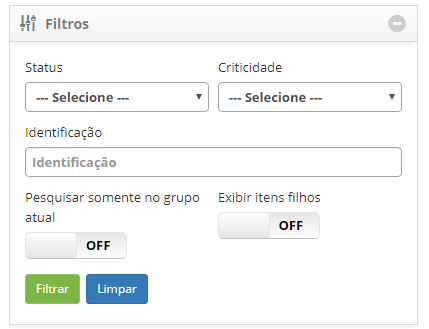 Filtros
Status
Criticidade
--- Selecione ---
--- Selecione ---
Identificação
Identificação
Pesquisar somente no grupo
atual
Exibir itens filhos
OFF
OFF
Filtrar
Limpar